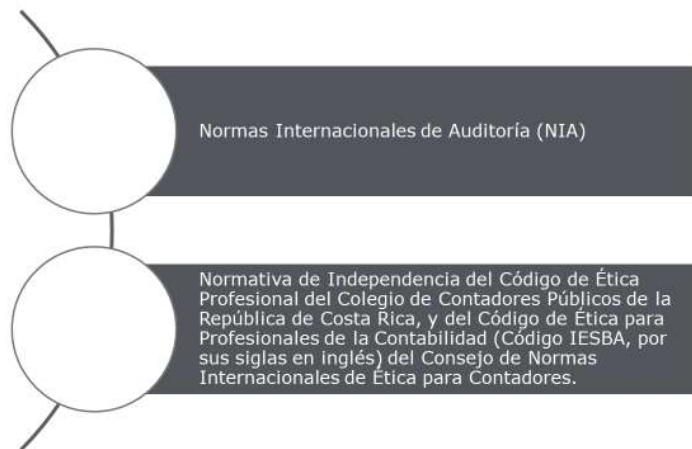 Normas Internacionales de Auditoría (NIA)
Normativa de Independencia del Código de Ética
Profesional del Colegio de Contadores Públicos de la
República de Costa Rica, y del Código de Ética para
Profesionales de la Contabilidad (Código IESBA, por
sus siglas en inglés) del Consejo de Normas
Internacionales de Ética para Contadores.